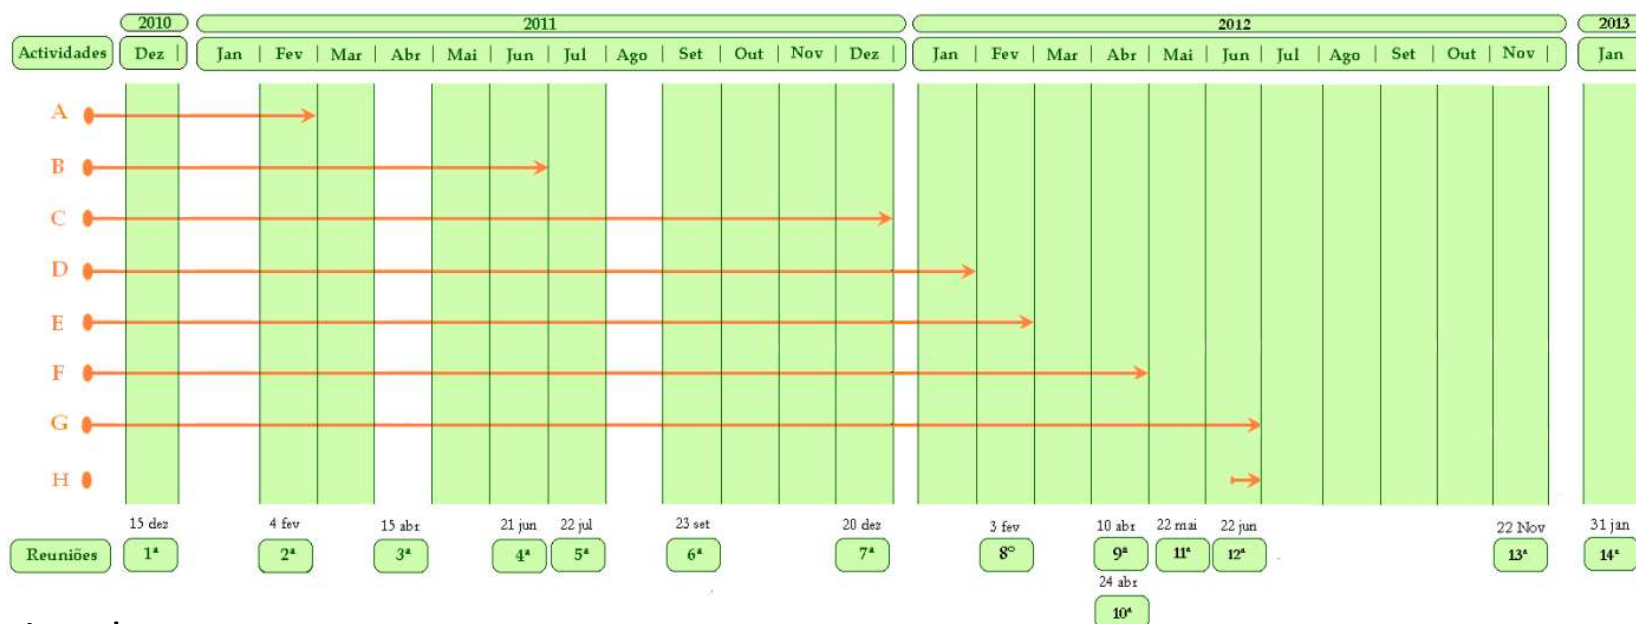 2010 2011 2012 2013
Actividades Dez Jan Fev Mar Abr Mai Jun Jul Ago Set Out Nov Dez Jan Fev Mar Abr Mai Jun Jul Ago Set Out Nov Jan
A
B
C
D
E
F
G
H
15 dez 4 fev 15 abr 21 jun 22 jul 23 set 20 dez 3 fev 10 abr 22 mai 22 jun 22 Nov 31 jan
Reuniões 1ª 2ª 3ª 4ª 5ª 6ª 7ª 8º 9ª 11ª 12ª 13ª 14ª
24 abr
10ª